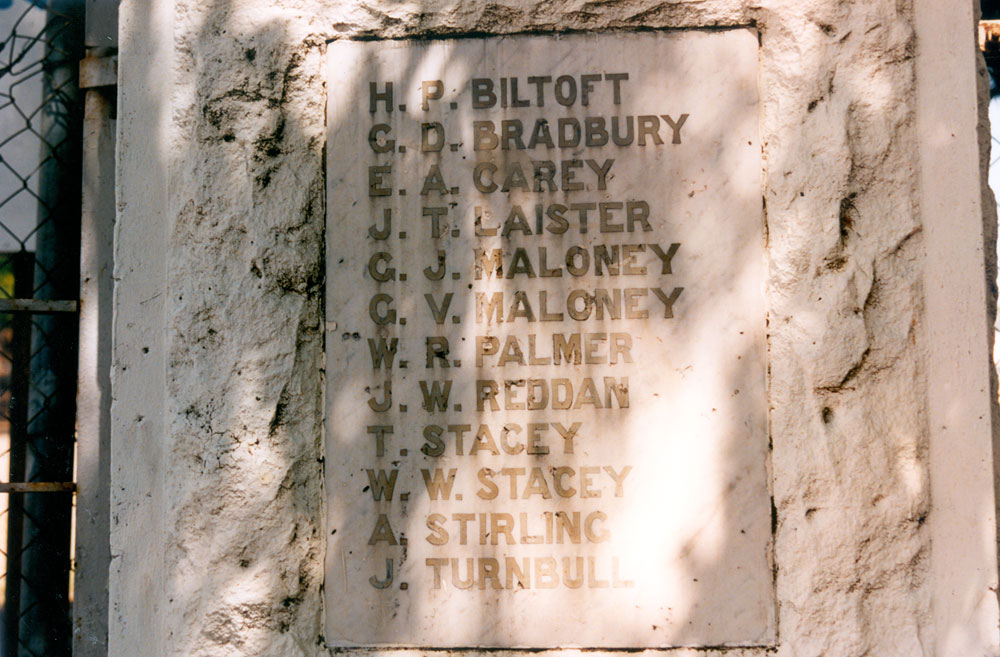 H. P. BILTOFT
G. D. BRADBURY
E. A. CAREY
J. T. LAISTER
G. J. MALONEY
G. V. MALONEY
W. R. PALMER
J. W. REDDAN
T. STACEY
W. W. STACEY
A. STIRLING
J. TURNBULL